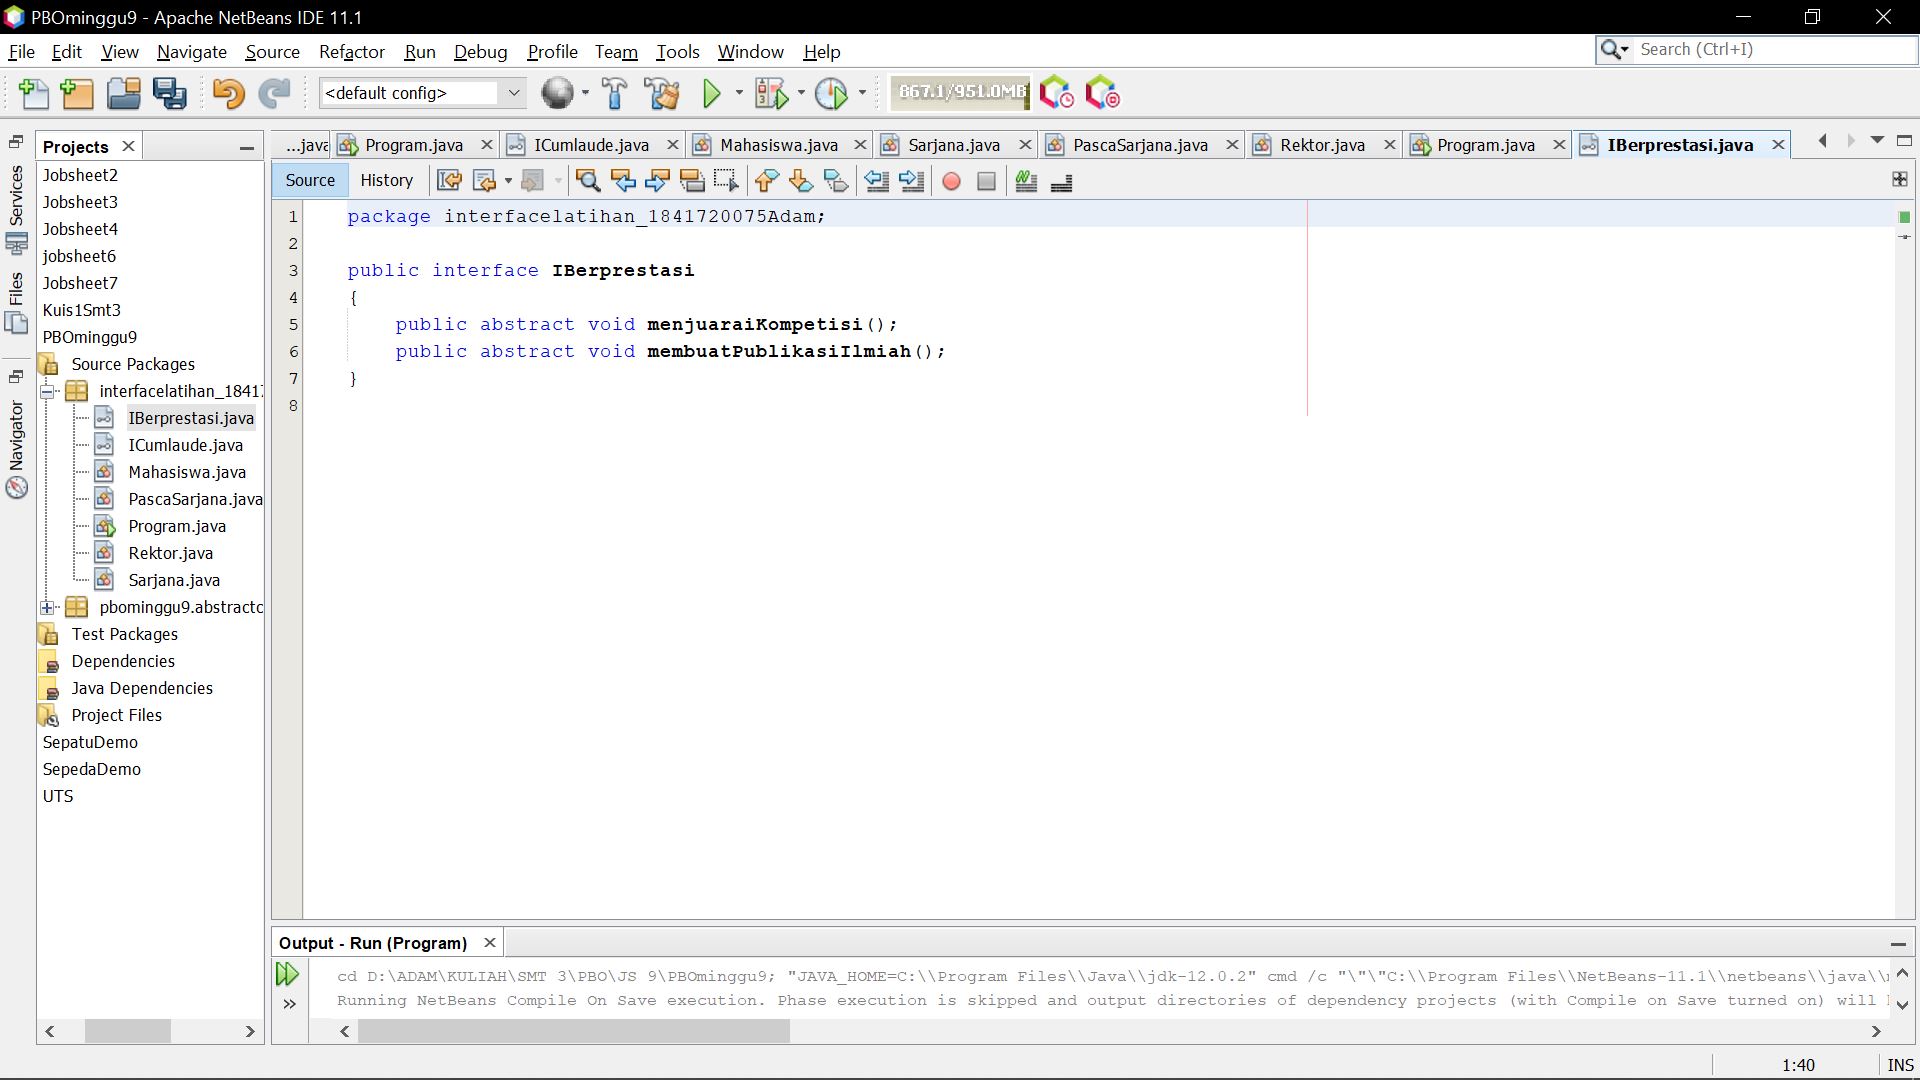 PBOminggu9 - Apache NetBeans IDE 11.1
File Edit View Navigate Source Refactor Run Debug Profile Team Tools Window Help
Search (Ctrl+I)
<default config>
867.1/951.0MB
Services
Files
Navigator
Projects
Jobsheet2
Jobsheet3
Jobsheet4
jobsheet6
Jobsheet7
Kuis1Smt3
PBOminggu9
Source Packages
interfacelatihan_1841
IBerprestasi.java
ICumlaude.java
Mahasiswa.java
PascaSarjana.java
Program.java
Rektor.java
Sarjana.java
pbominggu9.abstractc
Test Packages
Dependencies
Java Dependencies
Project Files
SepatuDemo
SepedaDemo
UTS
...java Program.java ICumlaude.java Mahasiswa.java Sarjana.java PascaSarjana.java Rektor.java Program.java IBerprestasi.java
Source History
1 package interfacelatihan_1841720075Adam;
2
3 public interface IBerprestasi
4 {
5 public abstract void menjuaraiKompetisi();
6 public abstract void membuatPublikasiIlmiah();
7 }
8
Output - Run (Program)
cd D:\ADAM\KULIAH\SMT 3\PBO\JS 9\PBOminggu9; "JAVA_HOME=C:\\Program Files\\Java\\jdk-12.0.2" cmd /c "\"\"C:\\Program Files\\NetBeans-11.1\\netbeans\\java\\
Running NetBeans Compile On Save execution. Phase execution is skipped and output directories of dependency projects (with Compile on Save turned on) will
1:40 INS